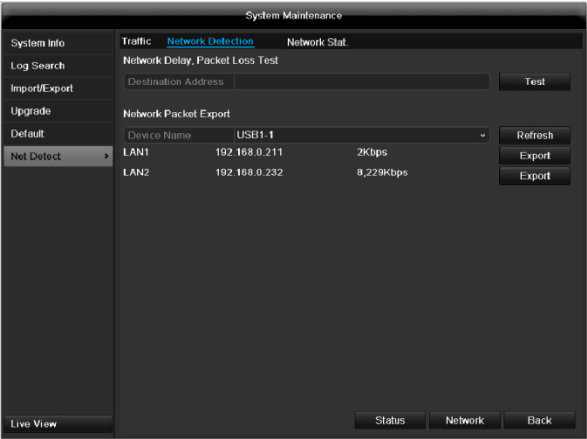 System Maintenance
System Info
Log Search
Import/Export
Upgrade
Default
Net Detect >
Live View
Traffic Network Detection Network Stat.
Network Delay, Packet Loss Test
Destination Address Test
Network Packet Export
Device Name USB1-1 Refresh
LAN1 192.168.0.211 2Kbps Export
LAN2 192.168.0.232 8,229Kbps Export
Status Network Back